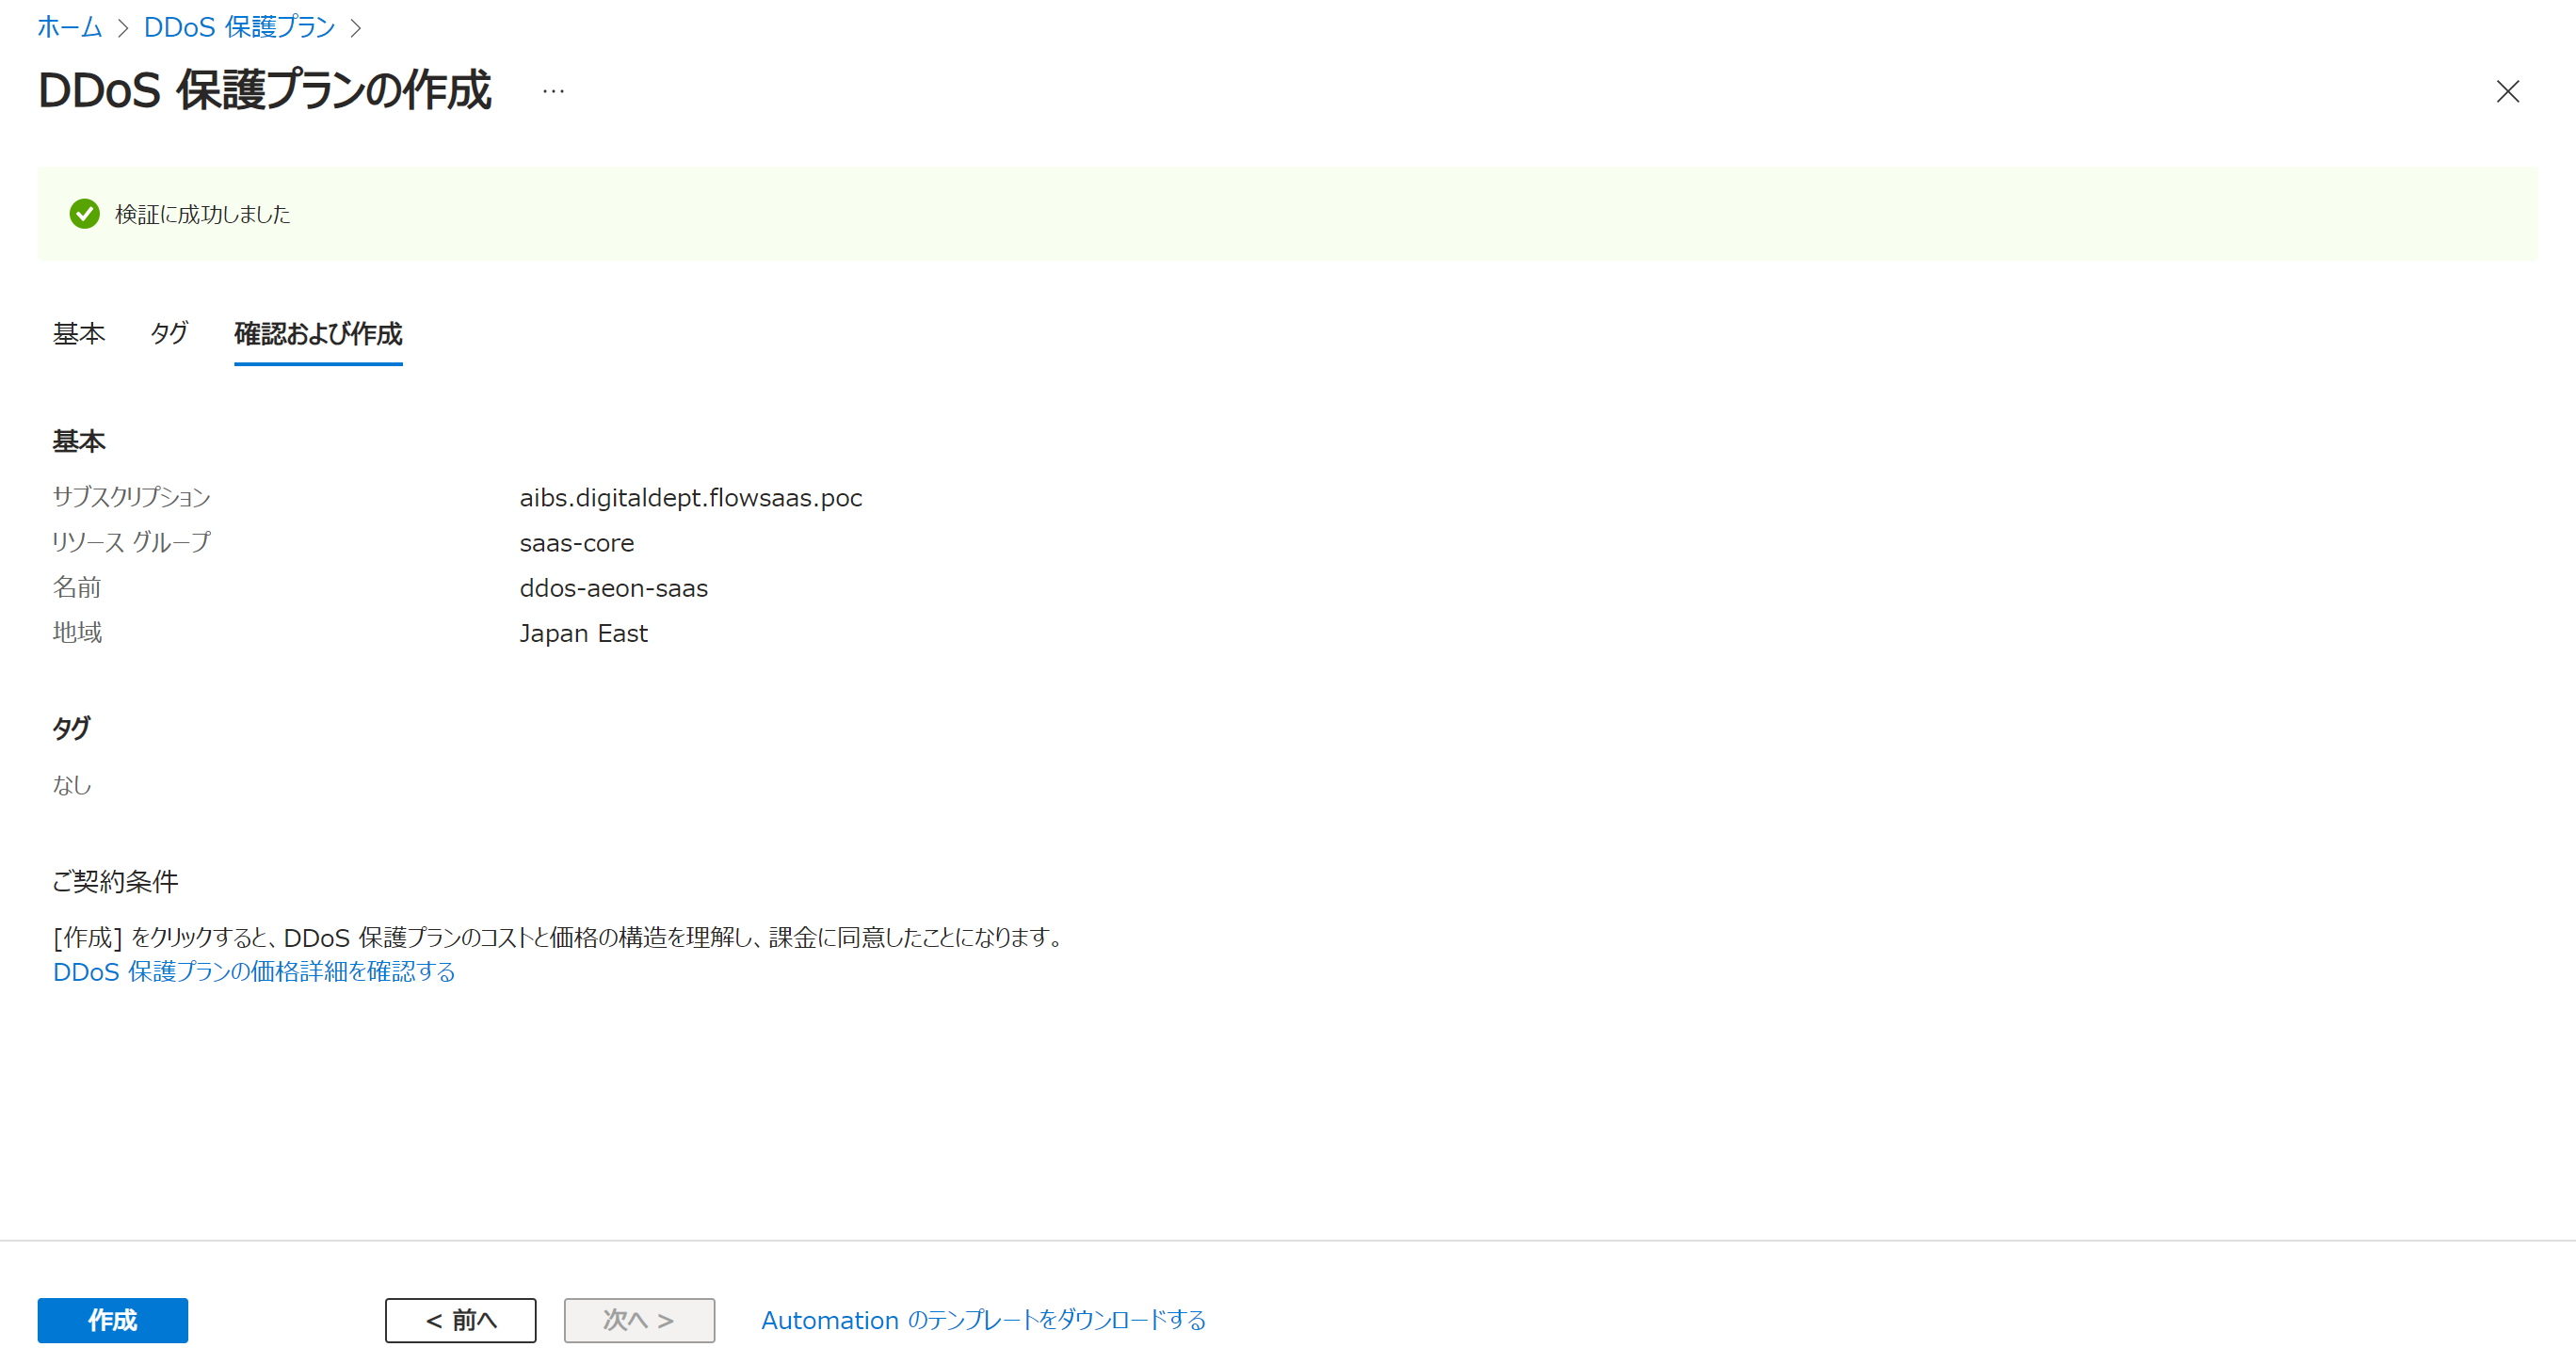 ホーム > DDoS 保護プラン >
DDoS 保護プランの作成 …
検証に成功しました
基本 タグ 確認および作成
基本
サブスクリプション aibs.digitaldept.flowsaas.poc
リソース グループ saas-core
名前 ddos-aeon-saas
地域 Japan East
タグ
なし
ご契約条件
[作成] をクリックすると、DDoS 保護プランのコストと価格の構造を理解し、課金に同意したことになります。
DDoS 保護プランの価格詳細を確認する
作成 < 前へ 次へ > Automation のテンプレートをダウンロードする